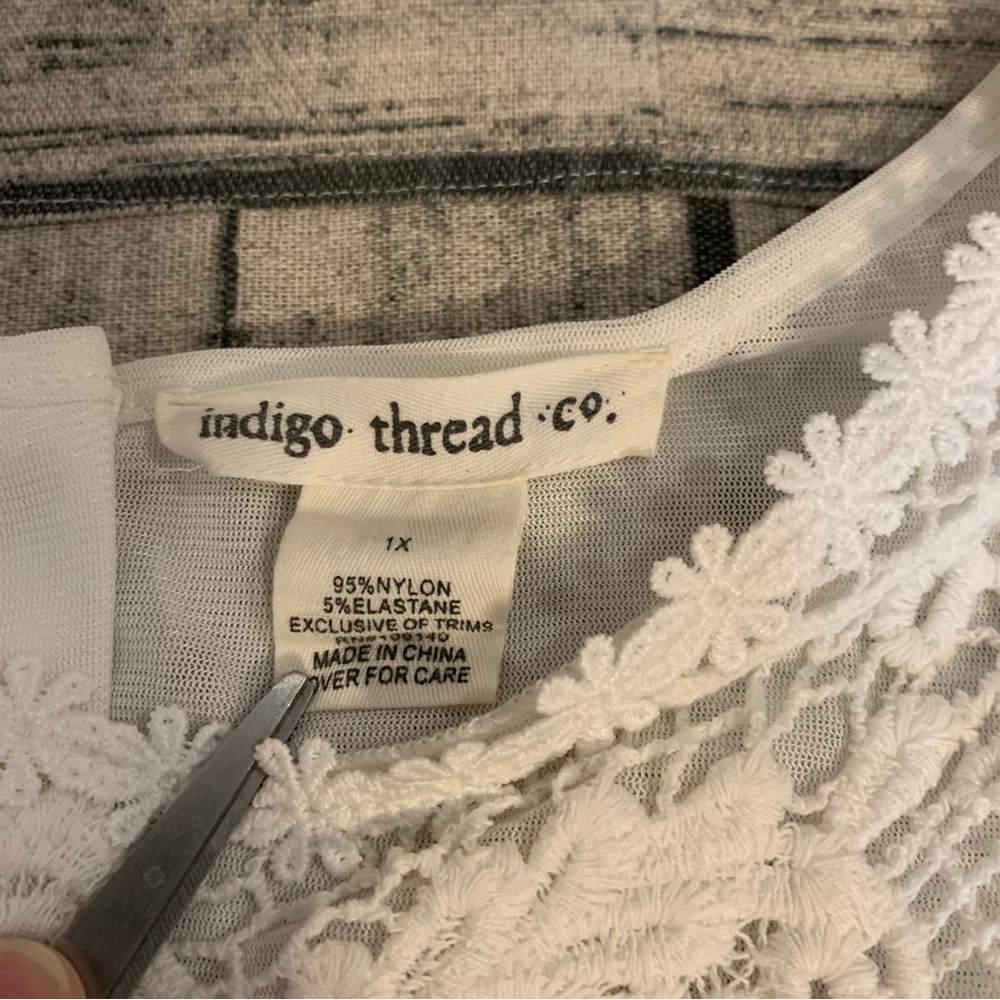 indigo thread co.
1X
95%NYLON
5%ELASTANE
EXCLUSIVE OF TRIMS
MADE IN CHINA
OVER FOR CARE